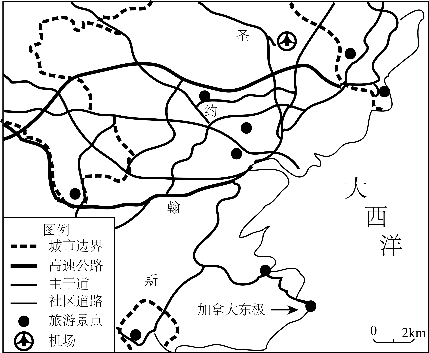 圣
约
翰
斯
大
西
洋
加拿大东极
图例
城市边界
高速公路
主干道
社区道路
旅游景点
机场
0 2km